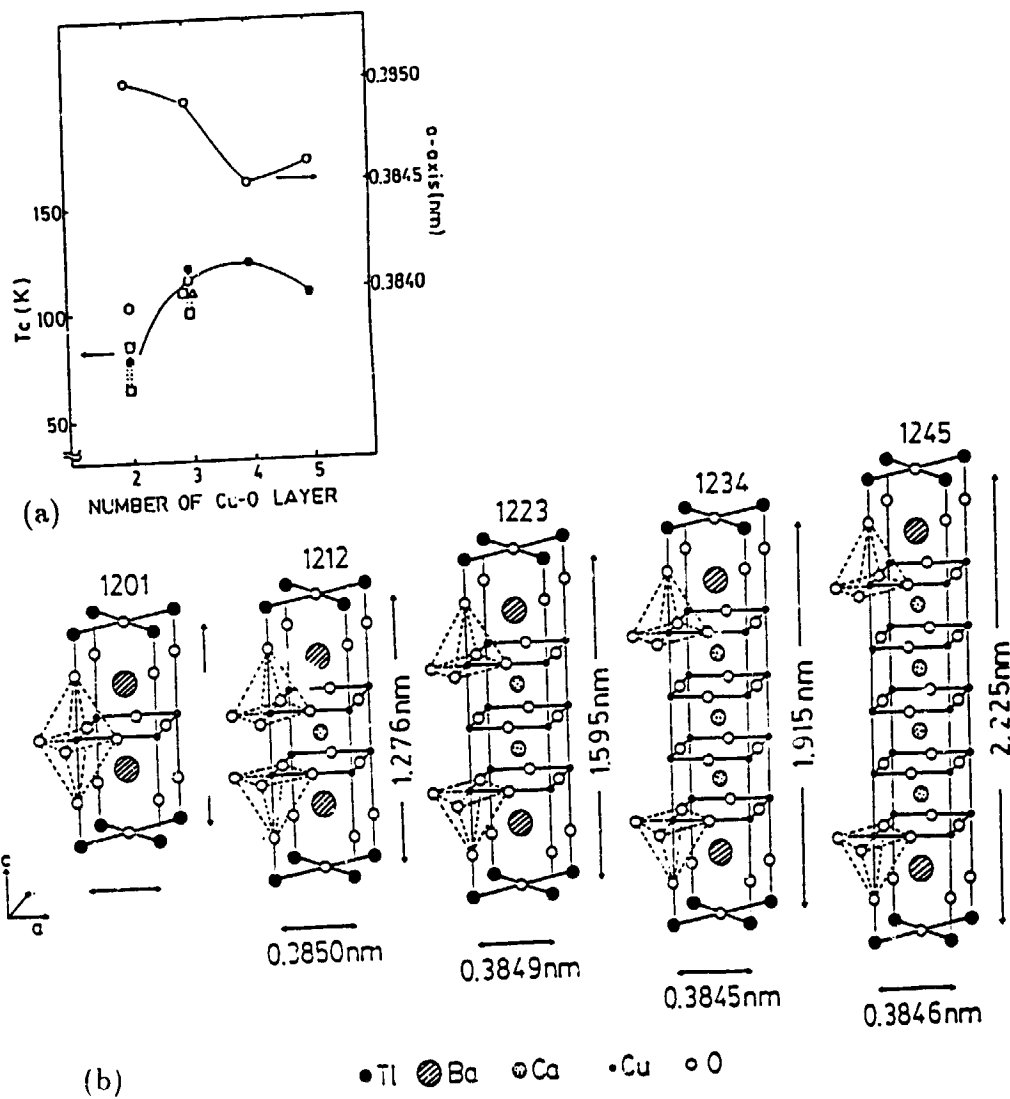 0.3950
0.3845
0.3840
a-axis(nm)
150
100
50
Tc (K)
2 3 4 5
NUMBER OF Cu-O LAYER
(a)
1201
1212
1223
1234
1245
1.276nm
1.595nm
1.915nm
2.225nm
c
a
0.3850nm
0.3849nm
0.3845nm
0.3846nm
(b)
Tl Ba Ca Cu O